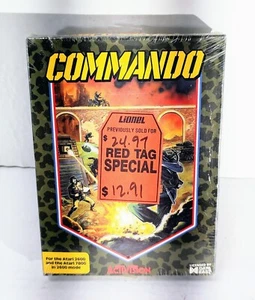 COMMANDO
Lionel
PREVIOUSLY SOLD FOR
$24.97
RED TAG
SPECIAL
$12.91
For the Atari 2600
and the Atari 7800
in 2600 mode
ACTIVISION